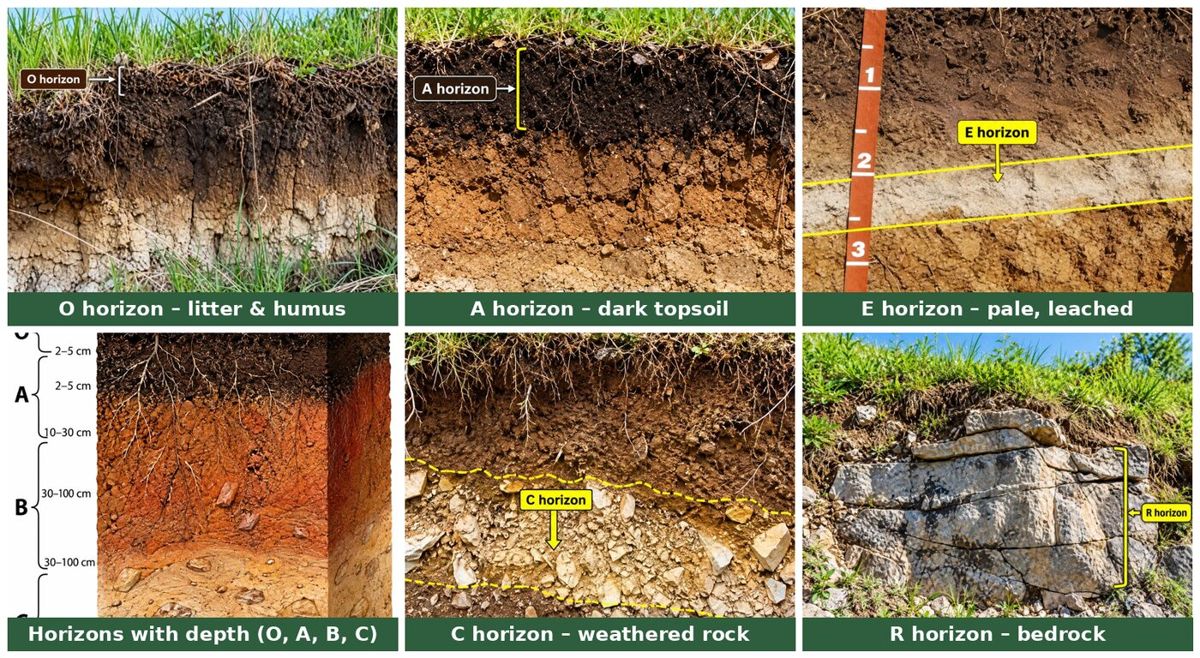 O horizon
O horizon – litter & humus
A horizon
A horizon – dark topsoil
1
E horizon
2
3
E horizon – pale, leached
2–5 cm
A
2–5 cm
10–30 cm
B
30–100 cm
30–100 cm
Horizons with depth (O, A, B, C)
C horizon
C horizon – weathered rock
R horizon
R horizon – bedrock